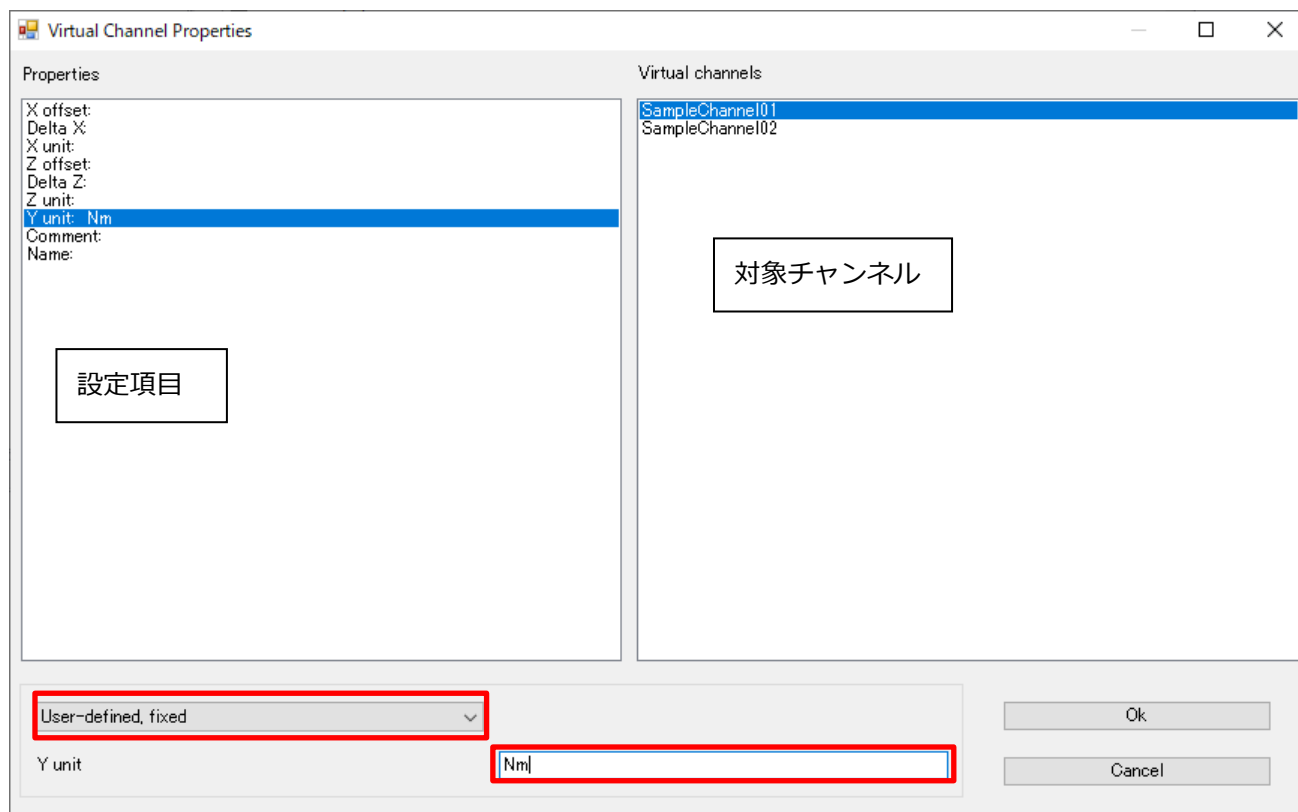 Virtual Channel Properties
Properties
Virtual channels
X offset:
Delta X:
X unit:
Z offset:
Delta Z:
Z unit:
Y unit: Nm
Comment:
Name:
SampleChannel01
SampleChannel02
対象チャンネル
設定項目
User-defined, fixed
Y unit
Nm
Ok
Cancel